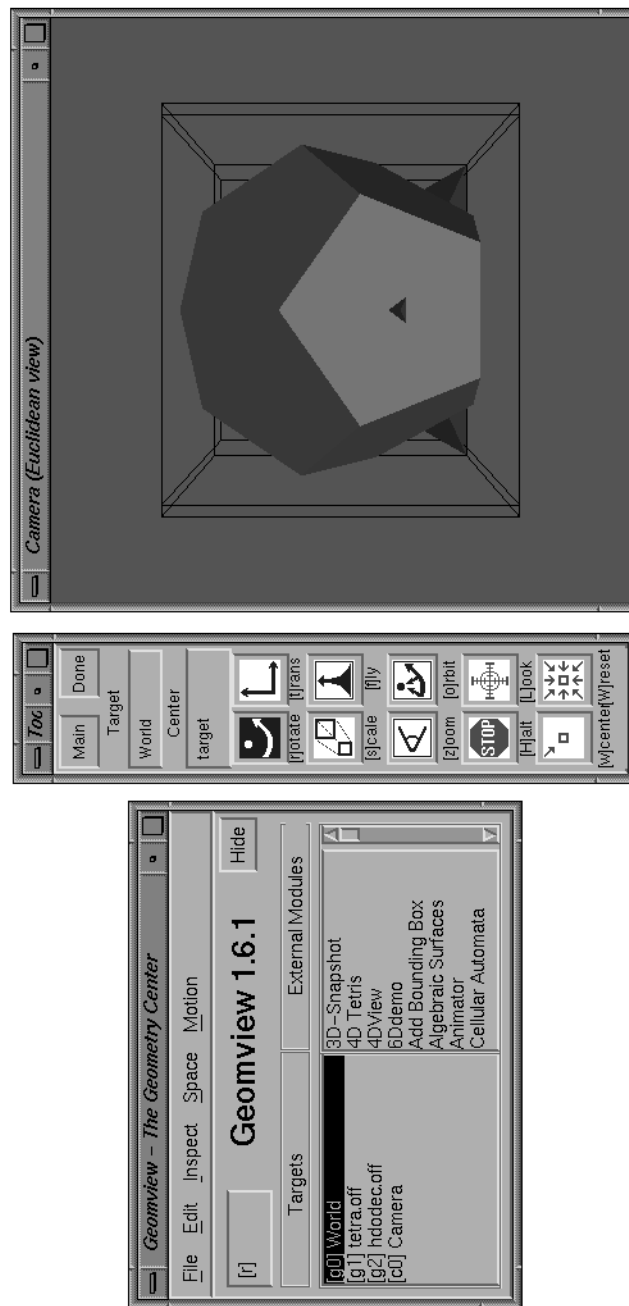 Geomview – The Geometry Center
File Edit Inspect Space Motion
[r]
Geomview 1.6.1
Hide
Targets
External Modules
[g0] World
[g1] tetra.off
[g2] hdodec.off
[c0] Camera
3D-Snapshot
4D Tetris
4DView
6Ddemo
Add Bounding Box
Algebraic Surfaces
Animator
Cellular Automata
Too
Main
Done
Target
World
Center
target
[r]otate
[t]rans
[s]cale
[f]ly
[z]oom
[o]rbit
STOP
[H]alt
[L]ook
[w]center[W]reset
Camera (Euclidean view)